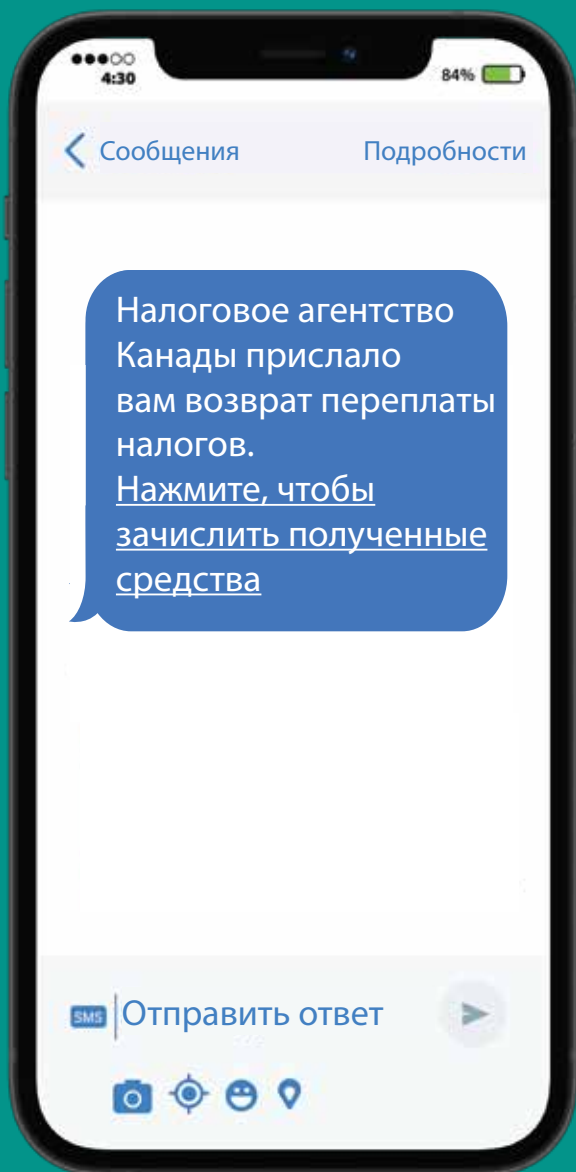 4:30
84%
Сообщения
Подробности
Налоговое агентство
Канады прислало
вам возврат переплаты
налогов.
Нажмите, чтобы
зачислить полученные
средства
SMS
Отправить ответ